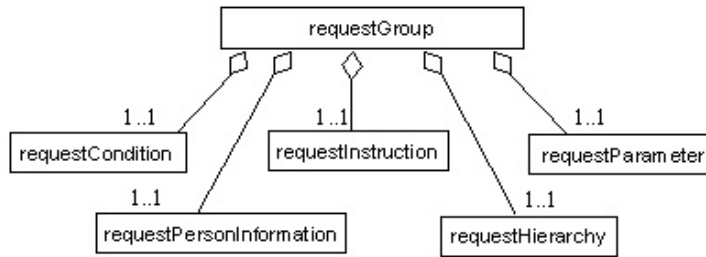 requestGroup
1..1
1..1
1..1
requestCondition
requestInstruction
requestParameter
1..1
1..1
requestPersonInformation
requestHierarchy